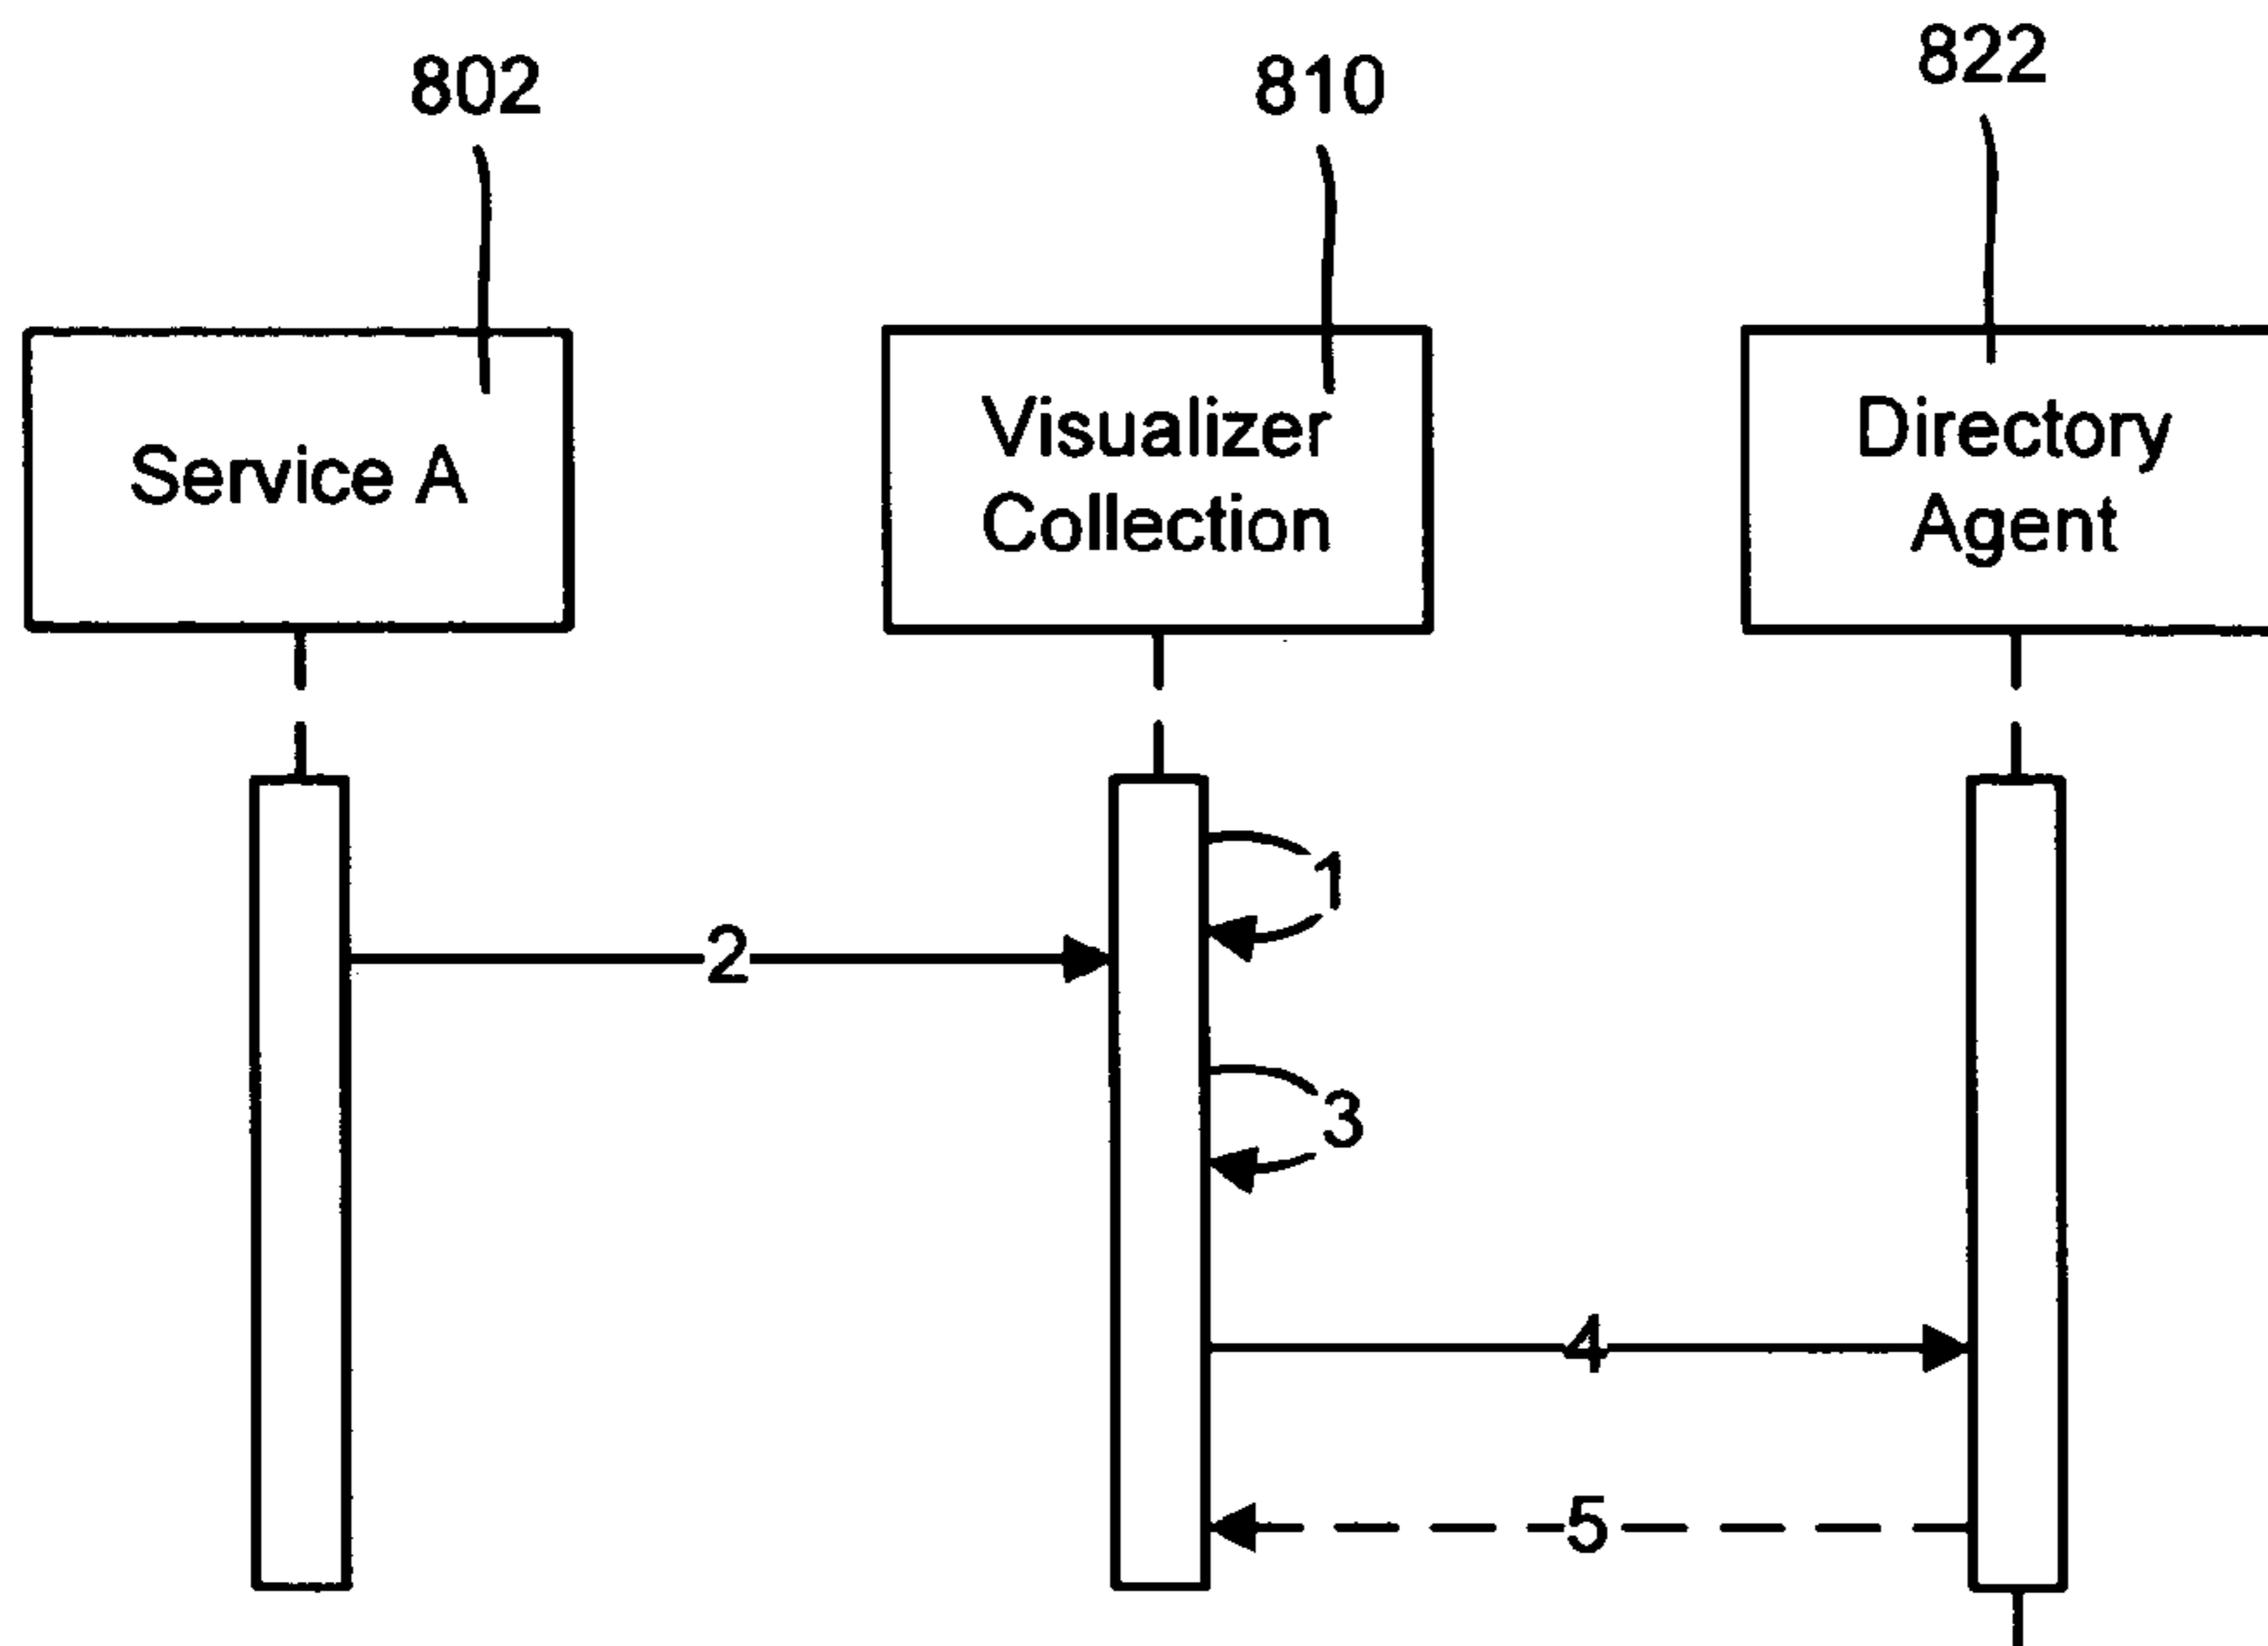 802
810
822
Service A
Visualizer
Collection
Directory
Agent
1
2
3
4
5